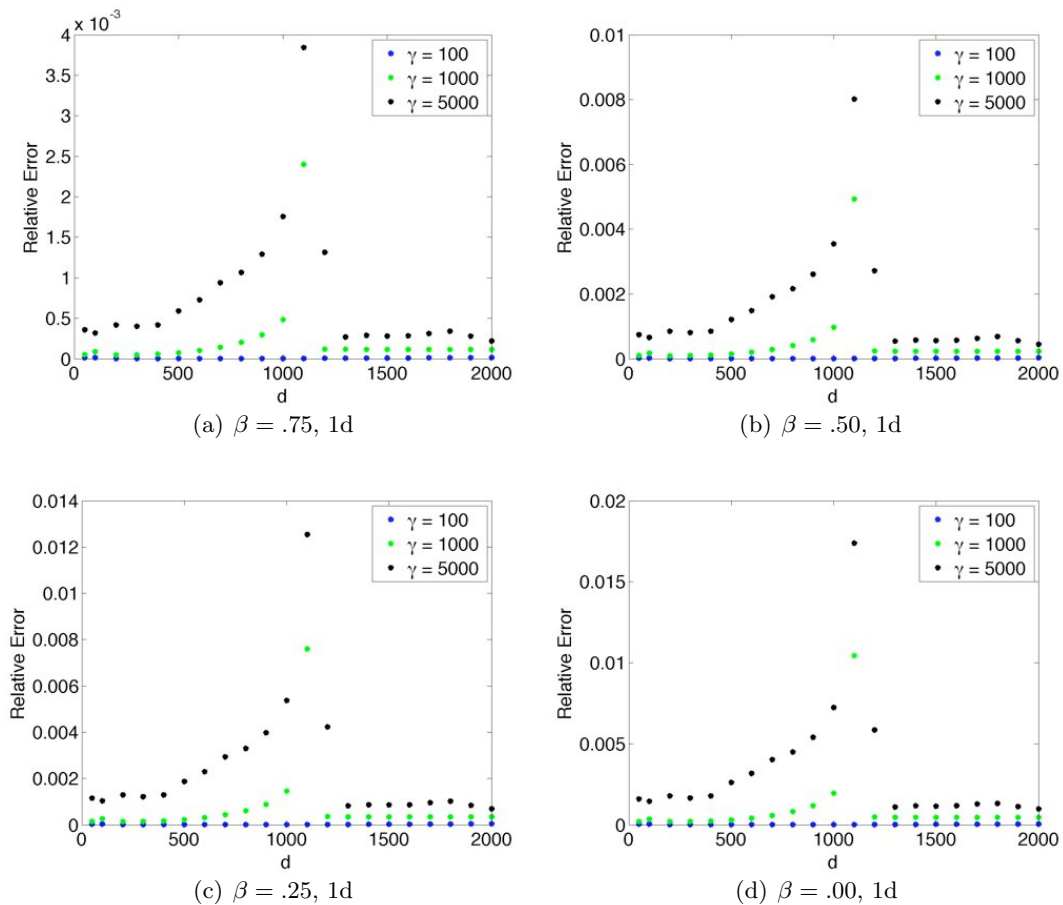 x 10⁻³
4
3.5
3
2.5
2
1.5
1
0.5
0
Relative Error
γ = 100
γ = 1000
γ = 5000
0 500 1000 1500 2000
d
(a) β = .75, 1d
0.01
0.008
0.006
0.004
0.002
0
Relative Error
γ = 100
γ = 1000
γ = 5000
0 500 1000 1500 2000
d
(b) β = .50, 1d
0.014
0.012
0.01
0.008
0.006
0.004
0.002
0
Relative Error
γ = 100
γ = 1000
γ = 5000
0 500 1000 1500 2000
d
(c) β = .25, 1d
0.02
0.015
0.01
0.005
0
Relative Error
γ = 100
γ = 1000
γ = 5000
0 500 1000 1500 2000
d
(d) β = .00, 1d